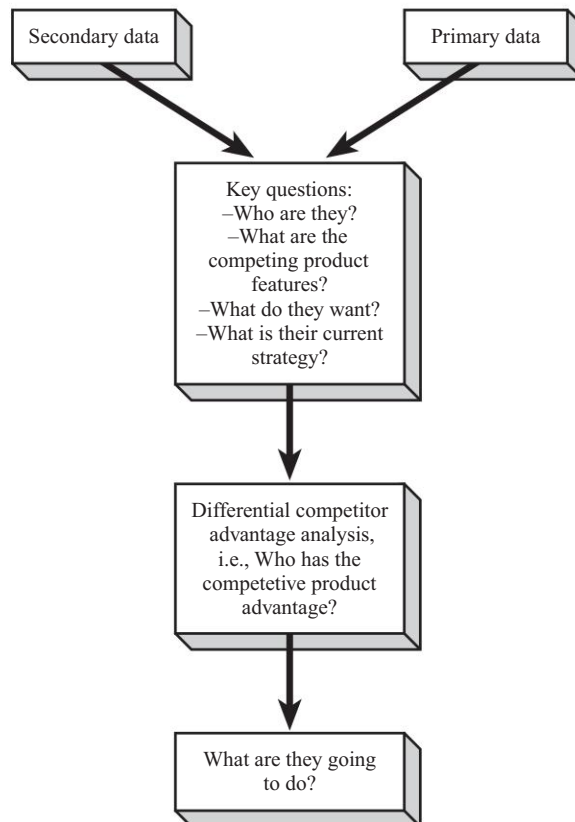 Secondary data
Primary data
Key questions:
–Who are they?
–What are the
competing product
features?
–What do they want?
–What is their current
strategy?
Differential competitor
advantage analysis,
i.e., Who has the
competetive product
advantage?
What are they going
to do?